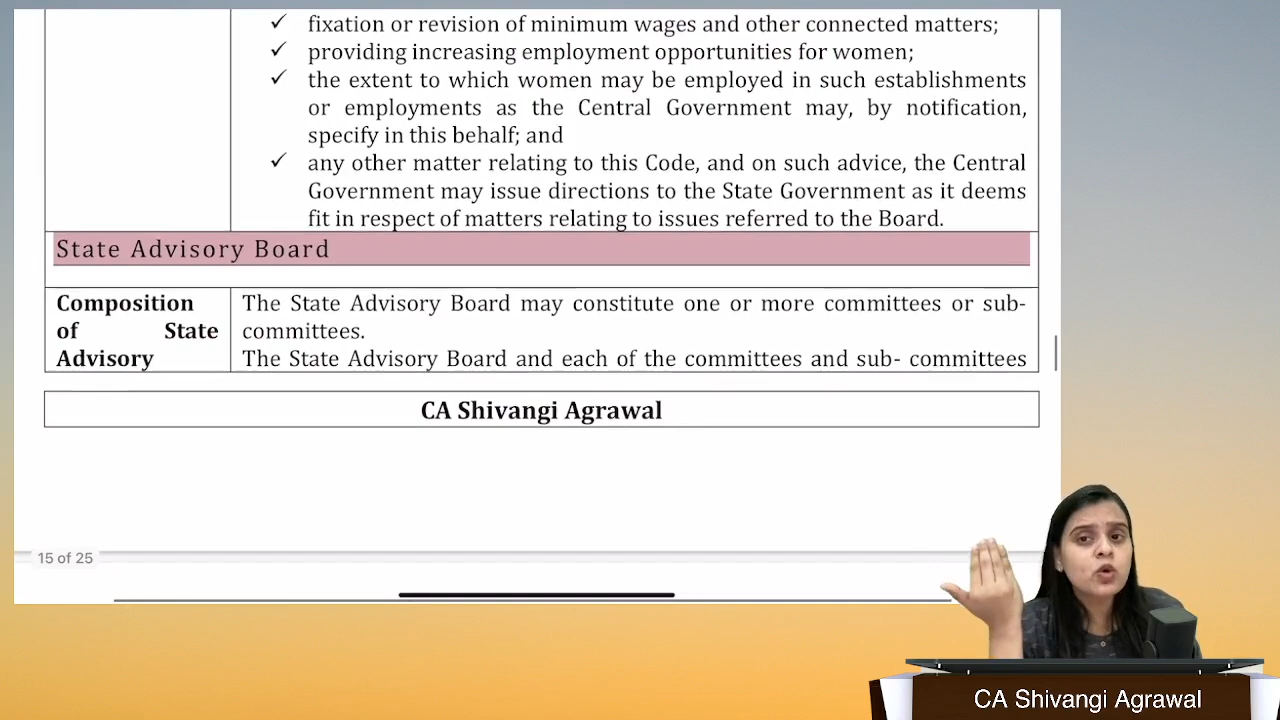 ✓ fixation or revision of minimum wages and other connected matters;
✓ providing increasing employment opportunities for women;
✓ the extent to which women may be employed in such establishments
or employments as the Central Government may, by notification,
specify in this behalf; and
✓ any other matter relating to this Code, and on such advice, the Central
Government may issue directions to the State Government as it deems
fit in respect of matters relating to issues referred to the Board.
State Advisory Board
Composition
of State
Advisory
The State Advisory Board may constitute one or more committees or sub-
committees.
The State Advisory Board and each of the committees and sub- committees
CA Shivangi Agrawal
15 of 25
CA Shivangi Agrawal